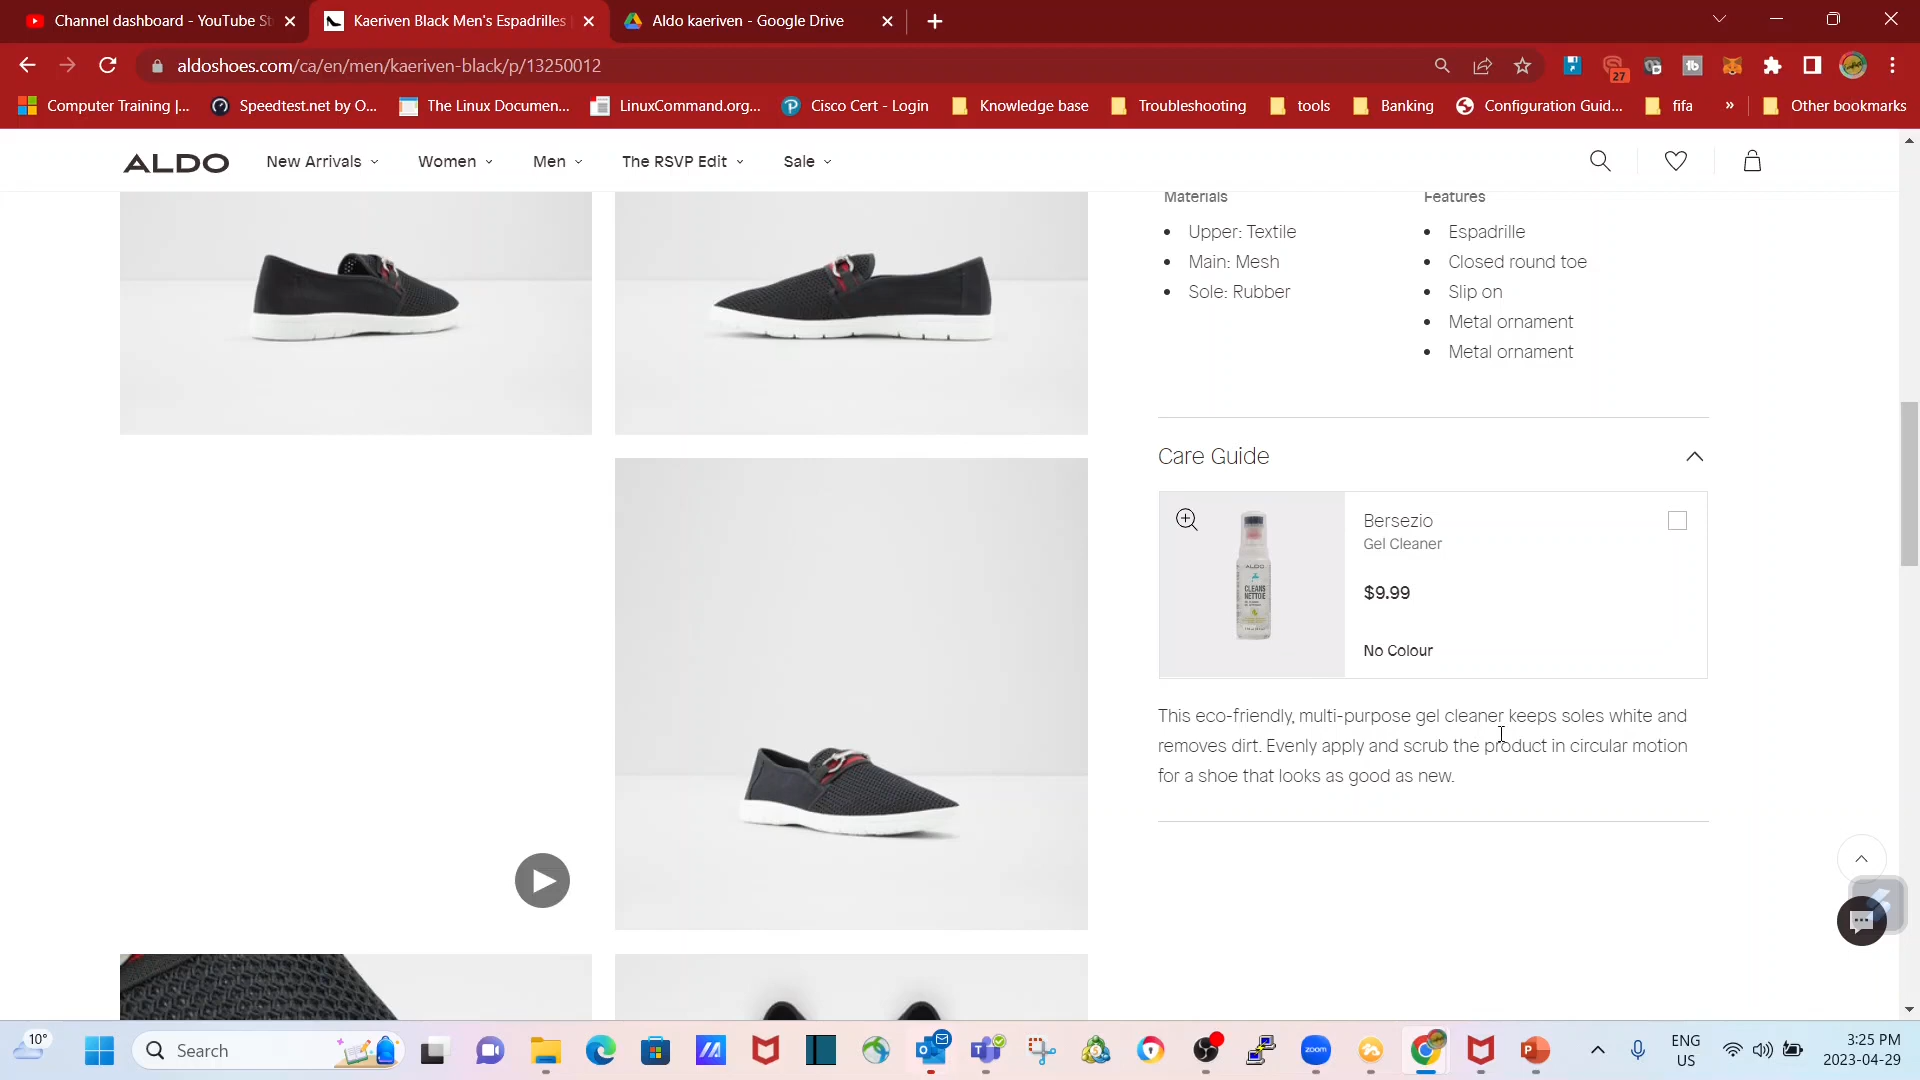 Channel dashboard - YouTube St
Kaeriven Black Men's Espadrilles
Aldo kaeriven - Google Drive
aldoshoes.com/ca/en/men/kaeriven-black/p/13250012
27
Computer Training |...
Speedtest.net by O...
The Linux Documen...
LinuxCommand.org...
Cisco Cert - Login
Knowledge base
Troubleshooting
tools
Banking
Configuration Guid...
fifa
»
Other bookmarks
ALDO
New Arrivals
Women
Men
The RSVP Edit
Sale
Materials
• Upper: Textile
• Main: Mesh
• Sole: Rubber
Features
• Espadrille
• Closed round toe
• Slip on
• Metal ornament
• Metal ornament
Care Guide
ALDO
CLEANS
NETTOIE
Bersezio
Gel Cleaner
$9.99
No Colour
This eco-friendly, multi-purpose gel cleaner keeps soles white and
removes dirt. Evenly apply and scrub the product in circular motion
for a shoe that looks as good as new.
10°
Search
zoom
ENG
US
3:25 PM
2023-04-29